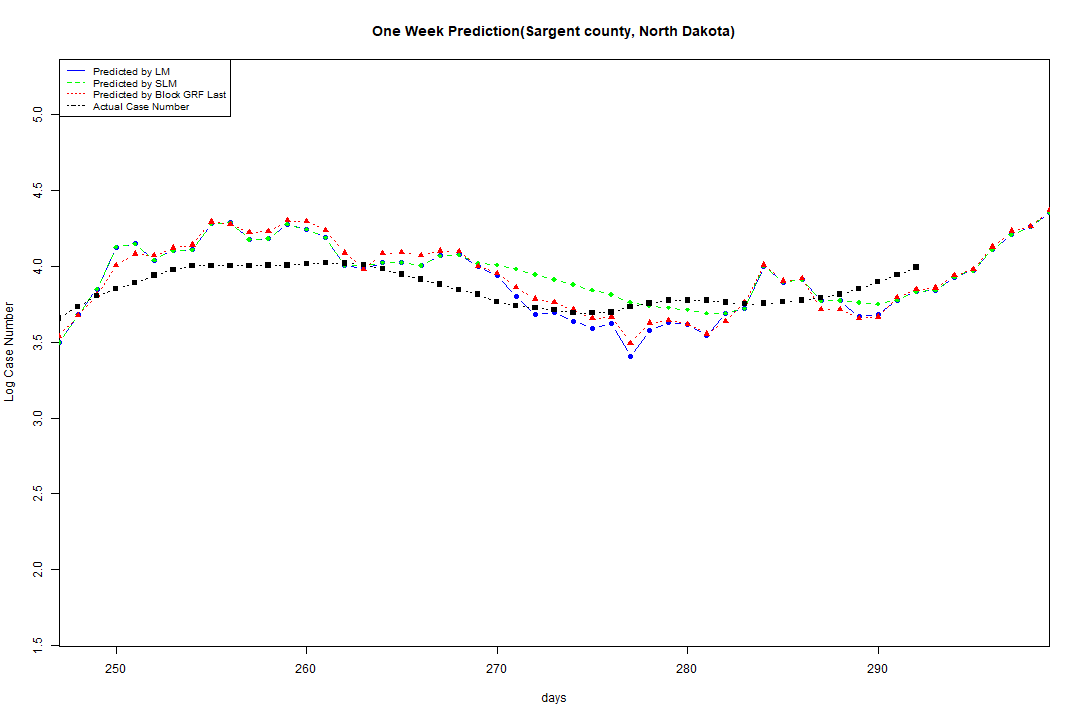 One Week Prediction(Sargent county, North Dakota)
Predicted by LM
Predicted by SLM
Predicted by Block GRF Last
Actual Case Number
Log Case Number
5.0
4.5
4.0
3.5
3.0
2.5
2.0
1.5
250 260 270 280 290
days